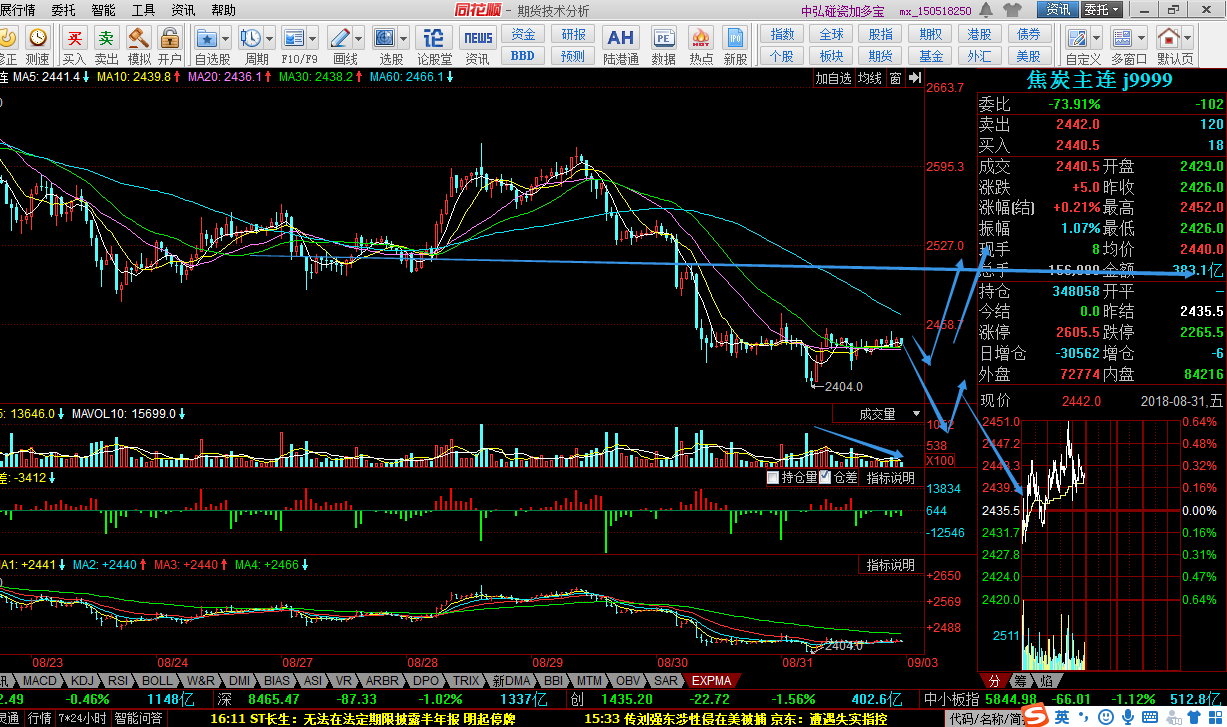 展行情 委托 智能 工具 资讯 帮助 同花顺 - 期货技术分析 中弘碰瓷加多宝 mx_150518250 资讯 委托
买 卖 论 NEWS 资金 研报 AH PE HOT IPO 指数 全球 股指 期权 港股 债券
修正 测速 买入 卖出 模拟 开户 自选股 周期 F10/F9 画线 选股 论股堂 资讯 BBD 预测 陆港通 数据 热点 新股 个股 板块 期货 基金 外汇 美股 自定义 多窗口 默认页
连 MA5: 2441.4↓ MA10: 2439.8↑ MA20: 2436.1↑ MA30: 2438.2↑ MA60: 2466.1↓ 加自选 均线 窗
焦炭主连 j9999
2663.7
2595.3
2527.0
2458.7
←2404.0
委比 -73.91% -102
卖出 2442.0 120
买入 2440.5 18
成交 2440.5 开盘 2429.0
涨跌 +5.0 昨收 2426.0
涨幅(结) +0.21% 最高 2452.0
振幅 1.07% 最低 2426.0
现手 8 均价 2440.0
总手 金额 383.1亿
持仓 348058 开平 –
今结 0.0 昨结 2435.5
涨停 2605.5 跌停 2265.5
日增仓 -30562 增仓 -6
外盘 72774 内盘 84216
现价 2442.0 2018-08-31,五
5: 13646.0↓ MAVOL10: 15699.0↓ 成交量
538
X100
差: -3412↓ 持仓量 仓差 指标说明
13834
644
-12546
A1: +2441↓ MA2: +2440↑ MA3: +2440↑ MA4: +2466↓ 指标说明
+2650
+2569
+2488
2404.0
2451.0 0.64%
2447.2 0.48%
0.32%
0.16%
2435.5 0.00%
2431.7 0.16%
2427.8 0.31%
2424.0 0.47%
2420.0 0.64%
2511
08/23 08/24 08/27 08/28 08/29 08/30 08/31 09/03
MACD KDJ RSI BOLL W&R DMI BIAS ASI VR ARBR DPO TRIX 新DMA BBI MTM OBV SAR EXPMA 分 筹 焰
2.49 -0.46% 1148亿 深 8465.47 -87.33 -1.02% 1337亿 创 1435.20 -22.72 -1.56% 402.6亿 中小板指 5844.98 -66.01 -1.12% 512.8亿
灵通 行情 7*24小时 智能问答 16:11 ST长生：无法在法定期限披露半年报 明起停牌 15:33 传刘强东涉性侵在美被捕 京东：遭遇失实指控 代码/名称/简 英